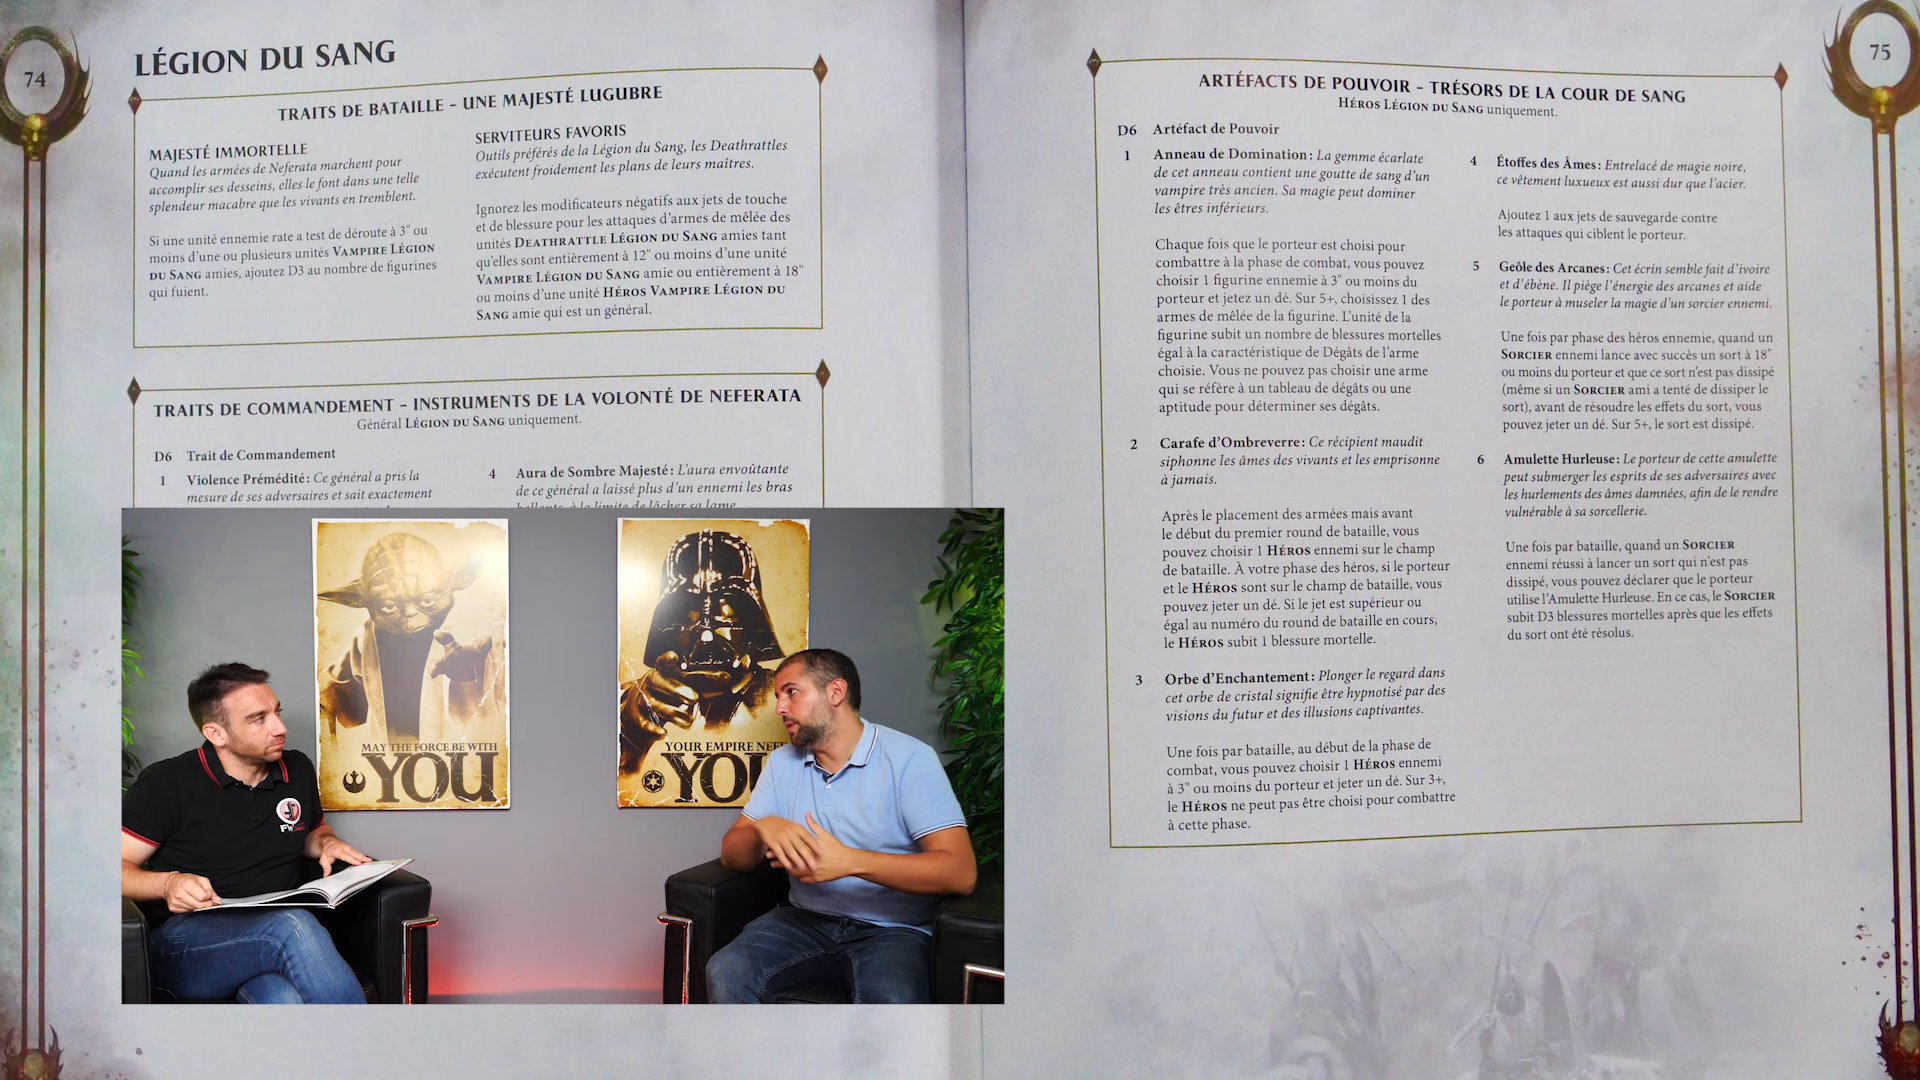 74
LÉGION DU SANG
TRAITS DE BATAILLE – UNE MAJESTÉ LUGUBRE
MAJESTÉ IMMORTELLE
Quand les armées de Neferata marchent pour
accomplir ses desseins, elles le font dans une telle
splendeur macabre que les vivants en tremblent.
Si une unité ennemie rate a test de déroute à 3" ou
moins d'une ou plusieurs unités VAMPIRE LÉGION
DU SANG amies, ajoutez D3 au nombre de figurines
qui fuient.
SERVITEURS FAVORIS
Outils préférés de la Légion du Sang, les Deathrattles
exécutent froidement les plans de leurs maîtres.
Ignorez les modificateurs négatifs aux jets de touche
et de blessure pour les attaques d'armes de mêlée des
unités DEATHRATTLE LÉGION DU SANG amies tant
qu'elles sont entièrement à 12" ou moins d'une unité
VAMPIRE LÉGION DU SANG amie ou entièrement à 18"
ou moins d'une unité HÉROS VAMPIRE LÉGION DU
SANG amie qui est un général.
TRAITS DE COMMANDEMENT – INSTRUMENTS DE LA VOLONTÉ DE NEFERATA
Général LÉGION DU SANG uniquement.
D6 Trait de Commandement
1 Violence Prémédité : Ce général a pris la
mesure de ses adversaires et sait exactement
4 Aura de Sombre Majesté : L'aura envoûtante
de ce général a laissé plus d'un ennemi les bras
ballants, à la limite de lâcher sa lame.
MAY THE FORCE BE WITH
YOU
YOUR EMPIRE NEE
YOU
75
ARTÉFACTS DE POUVOIR – TRÉSORS DE LA COUR DE SANG
HÉROS LÉGION DU SANG uniquement.
D6 Artéfact de Pouvoir
1 Anneau de Domination : La gemme écarlate
de cet anneau contient une goutte de sang d'un
vampire très ancien. Sa magie peut dominer
les êtres inférieurs.
Chaque fois que le porteur est choisi pour
combattre à la phase de combat, vous pouvez
choisir 1 figurine ennemie à 3" ou moins du
porteur et jetez un dé. Sur 5+, choisissez 1 des
armes de mêlée de la figurine. L'unité de la
figurine subit un nombre de blessures mortelles
égal à la caractéristique de Dégâts de l'arme
choisie. Vous ne pouvez pas choisir une arme
qui se réfère à un tableau de dégâts ou une
aptitude pour déterminer ses dégâts.
2 Carafe d'Ombreverre : Ce récipient maudit
siphonne les âmes des vivants et les emprisonne
à jamais.
Après le placement des armées mais avant
le début du premier round de bataille, vous
pouvez choisir 1 HÉROS ennemi sur le champ
de bataille. À votre phase des héros, si le porteur
et le HÉROS sont sur le champ de bataille, vous
pouvez jeter un dé. Si le jet est supérieur ou
égal au numéro du round de bataille en cours,
le HÉROS subit 1 blessure mortelle.
3 Orbe d'Enchantement : Plonger le regard dans
cet orbe de cristal signifie être hypnotisé par des
visions du futur et des illusions captivantes.
Une fois par bataille, au début de la phase de
combat, vous pouvez choisir 1 HÉROS ennemi
à 3" ou moins du porteur et jeter un dé. Sur 3+,
le HÉROS ne peut pas être choisi pour combattre
à cette phase.
4 Étoffes des Âmes : Entrelacé de magie noire,
ce vêtement luxueux est aussi dur que l'acier.
Ajoutez 1 aux jets de sauvegarde contre
les attaques qui ciblent le porteur.
5 Geôle des Arcanes : Cet écrin semble fait d'ivoire
et d'ébène. Il piège l'énergie des arcanes et aide
le porteur à museler la magie d'un sorcier ennemi.
Une fois par phase des héros ennemie, quand un
SORCIER ennemi lance avec succès un sort à 18"
ou moins du porteur et que ce sort n'est pas dissipé
(même si un SORCIER ami a tenté de dissiper le
sort), avant de résoudre les effets du sort, vous
pouvez jeter un dé. Sur 5+, le sort est dissipé.
6 Amulette Hurleuse : Le porteur de cette amulette
peut submerger les esprits de ses adversaires avec
les hurlements des âmes damnées, afin de le rendre
vulnérable à sa sorcellerie.
Une fois par bataille, quand un SORCIER
ennemi réussi à lancer un sort qui n'est pas
dissipé, vous pouvez déclarer que le porteur
utilise l'Amulette Hurleuse. En ce cas, le SORCIER
subit D3 blessures mortelles après que les effets
du sort ont été résolus.